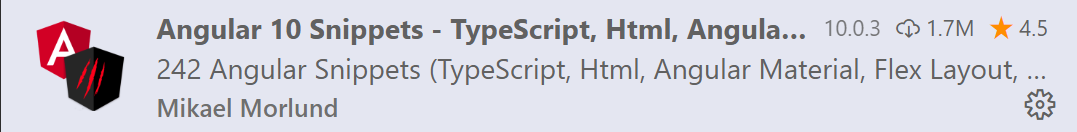 Angular 10 Snippets - TypeScript, Html, Angula... 10.0.3 1.7M 4.5
242 Angular Snippets (TypeScript, Html, Angular Material, Flex Layout, ...
Mikael Morlund